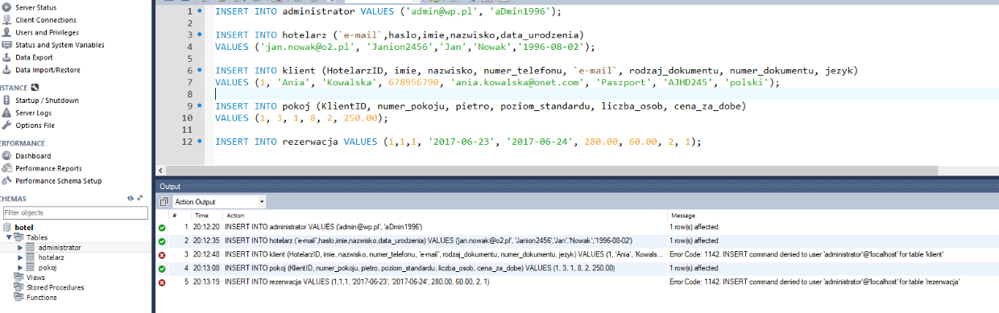 Server Status
Client Connections
Users and Privileges
Status and System Variables
Data Export
Data Import/Restore
STANCE
Startup / Shutdown
Server Logs
Options File
ERFORMANCE
Dashboard
Performance Reports
Performance Schema Setup
CHEMAS
Filter objects
hotel
Tables
administrator
hotelarz
pokoj
Views
Stored Procedures
Functions
1 INSERT INTO administrator VALUES ('admin@wp.pl', 'aDmin1996');
2
3 INSERT INTO hotelarz (`e-mail`,haslo,imie,nazwisko,data_urodzenia)
4 VALUES ('jan.nowak@o2.pl', 'Janion2456','Jan','Nowak','1996-08-02');
5
6 INSERT INTO klient (HotelarzID, imie, nazwisko, numer_telefonu, `e-mail`, rodzaj_dokumentu, numer_dokumentu, jezyk)
7 VALUES (1, 'Ania', 'Kowalska', 678956790, 'ania.kowalska@onet.com', 'Paszport', 'AJHD245', 'polski');
8
9 INSERT INTO pokoj (KlientID, numer_pokoju, pietro, poziom_standardu, liczba_osob, cena_za_dobe)
10 VALUES (1, 3, 1, 8, 2, 250.00);
11
12 INSERT INTO rezerwacja VALUES (1,1,1, '2017-06-23', '2017-06-24', 280.00, 60.00, 2, 1);
Output
Action Output
# Time Action Message
1 20:12:20 INSERT INTO administrator VALUES ('admin@wp.pl', 'aDmin1996') 1 row(s) affected
2 20:12:35 INSERT INTO hotelarz (`e-mail`,haslo,imie,nazwisko,data_urodzenia) VALUES ('jan.nowak@o2.pl', 'Janion2456','Jan','Nowak','1996-08-02') 1 row(s) affected
3 20:12:48 INSERT INTO klient (HotelarzID, imie, nazwisko, numer_telefonu, `e-mail`, rodzaj_dokumentu, numer_dokumentu, jezyk) VALUES (1, 'Ania', 'Kowals... Error Code: 1142. INSERT command denied to user 'administrator'@'localhost' for table 'klient'
4 20:13:08 INSERT INTO pokoj (KlientID, numer_pokoju, pietro, poziom_standardu, liczba_osob, cena_za_dobe) VALUES (1, 3, 1, 8, 2, 250.00) 1 row(s) affected
5 20:13:19 INSERT INTO rezerwacja VALUES (1,1,1, '2017-06-23', '2017-06-24', 280.00, 60.00, 2, 1) Error Code: 1142. INSERT command denied to user 'administrator'@'localhost' for table 'rezerwacja'